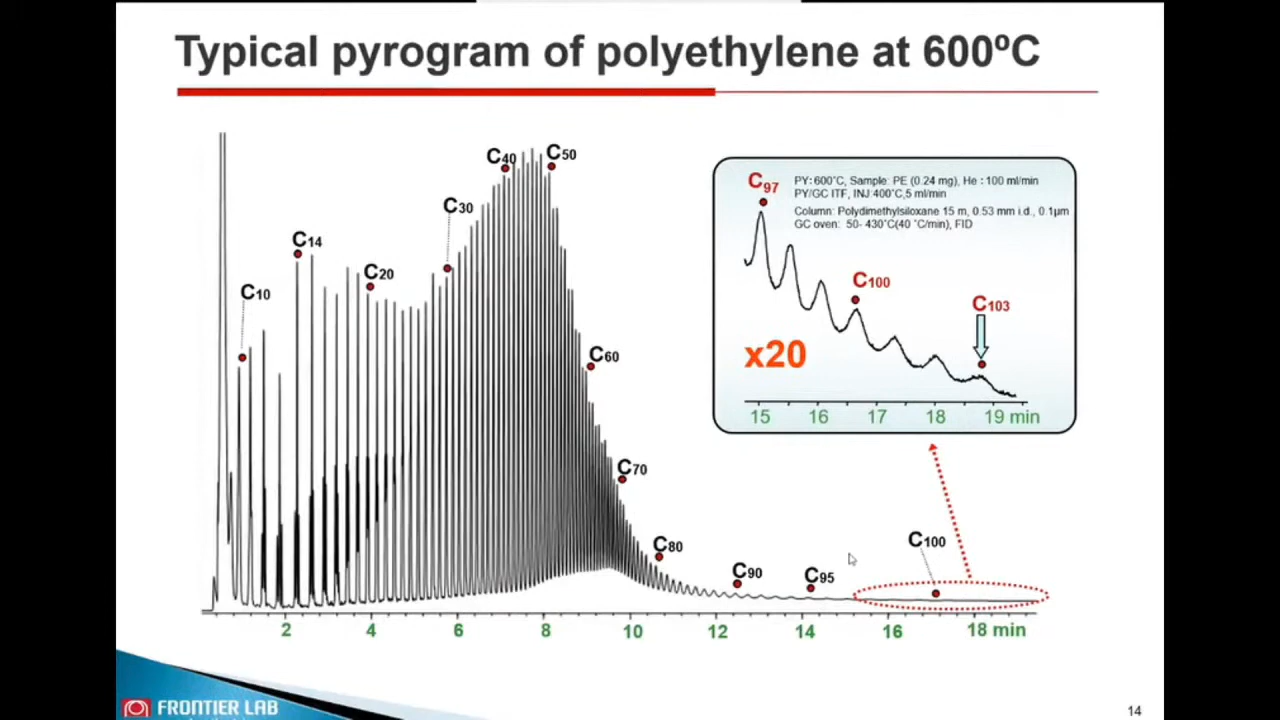 Typical pyrogram of polyethylene at 600ºC
C10
C14
C20
C30
C40
C50
C60
C70
C80
C90
C95
C100
2 4 6 8 10 12 14 16 18 min
C97
PY: 600˚C, Sample: PE (0.24 mg), He : 100 ml/min
PY/GC ITF, INJ 400˚C,5 ml/min
Column: Polydimethylsiloxane 15 m, 0.53 mm i.d., 0.1µm
GC oven: 50- 430˚C(40 ˚C/min), FID
C100
C103
x20
15 16 17 18 19 min
FRONTIER LAB
14